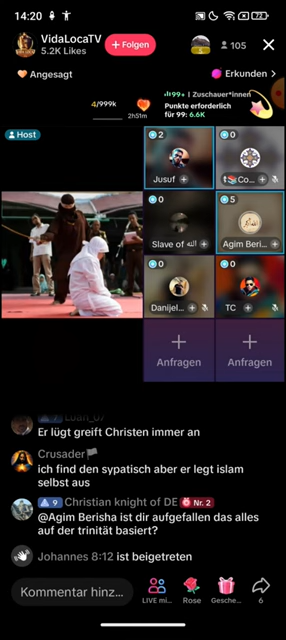 14:20
72
VidaLocaTV
5.2K Likes
+ Folgen
105
Angesagt
Erkunden >
4/999k
2h51m
99+ | Zuschauer*innen
Punkte erforderlich
für 99: 6.6K
Host
2
Jusuf +
0
Co... +
0
Slave of الله +
5
Agim Beri... +
0
Danijel... +
0
TC +
+
Anfragen
+
Anfragen
Er lügt greift Christen immer an
Crusader
ich find den sypatisch aber er legt islam
selbst aus
9 Christian knight of DE Nr. 2
@Agim Berisha ist dir aufgefallen das alles
auf der trinität basiert?
Johannes 8:12 ist beigetreten
Kommentar hinz...
LIVE mi...
Rose
Gesche...
6